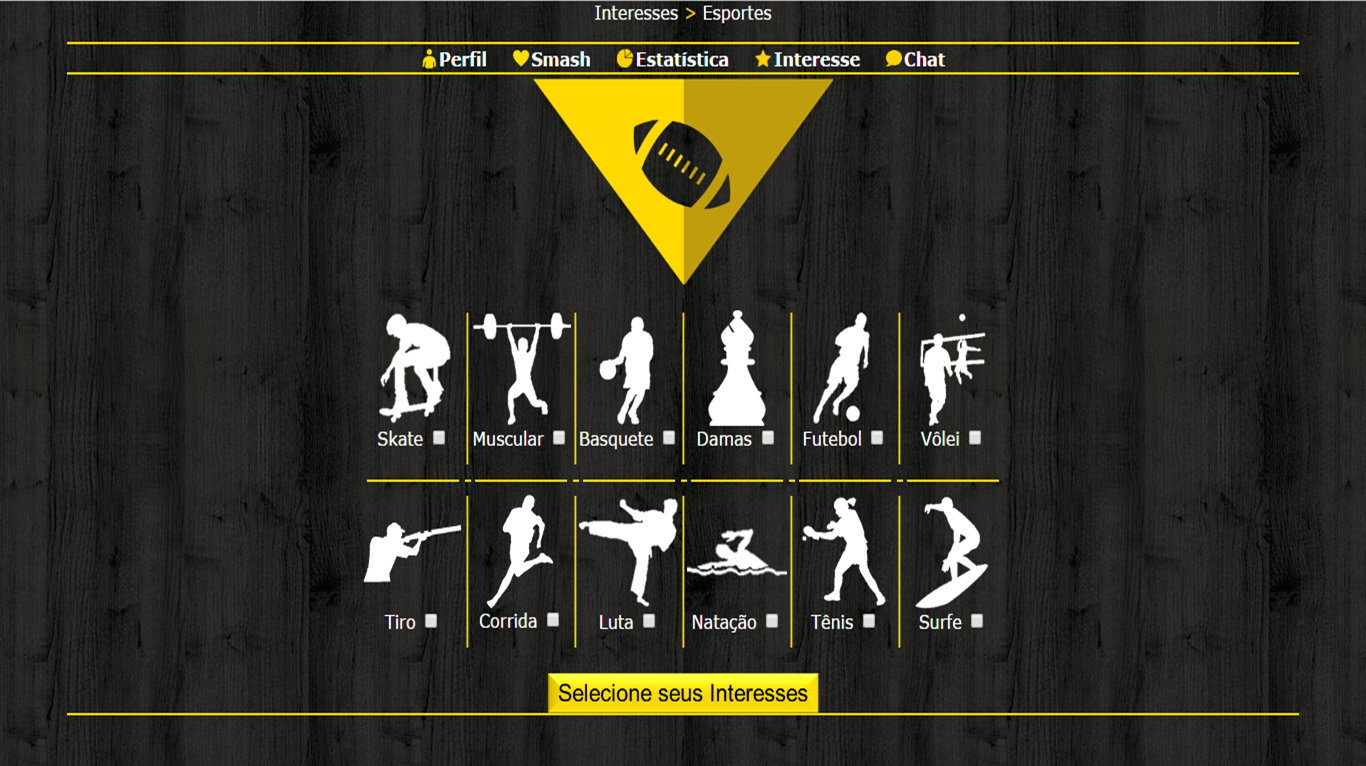 Interesses > Esportes
Perfil Smash Estatística Interesse Chat
Skate Muscular Basquete Damas Futebol Vôlei
Tiro Corrida Luta Natação Tênis Surfe
Selecione seus Interesses